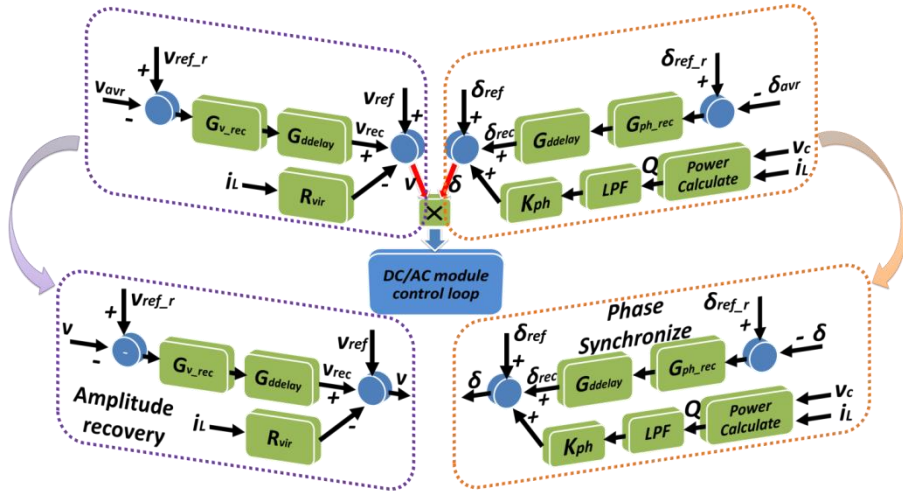 vref_r
+
vavr
-
Gv_rec
Gddelay
vrec
+
vref
+
iL
Rvir
-
v
δref
+
δrec
+
+
Gddelay
Gph_rec
δref_r
+
- δavr
Kph
LPF
Q
Power
Calculate
vc
iL
δ
×
DC/AC module
control loop
vref_r
+
v
-
-
Gv_rec
Gddelay
vrec
+
vref
v
Amplitude
recovery
iL
Rvir
-
Phase
Synchronize
δref
+
δ
δrec
+
+
Gddelay
Gph_rec
δref_r
+
- δ
Kph
LPF
Q
Power
Calculate
vc
iL